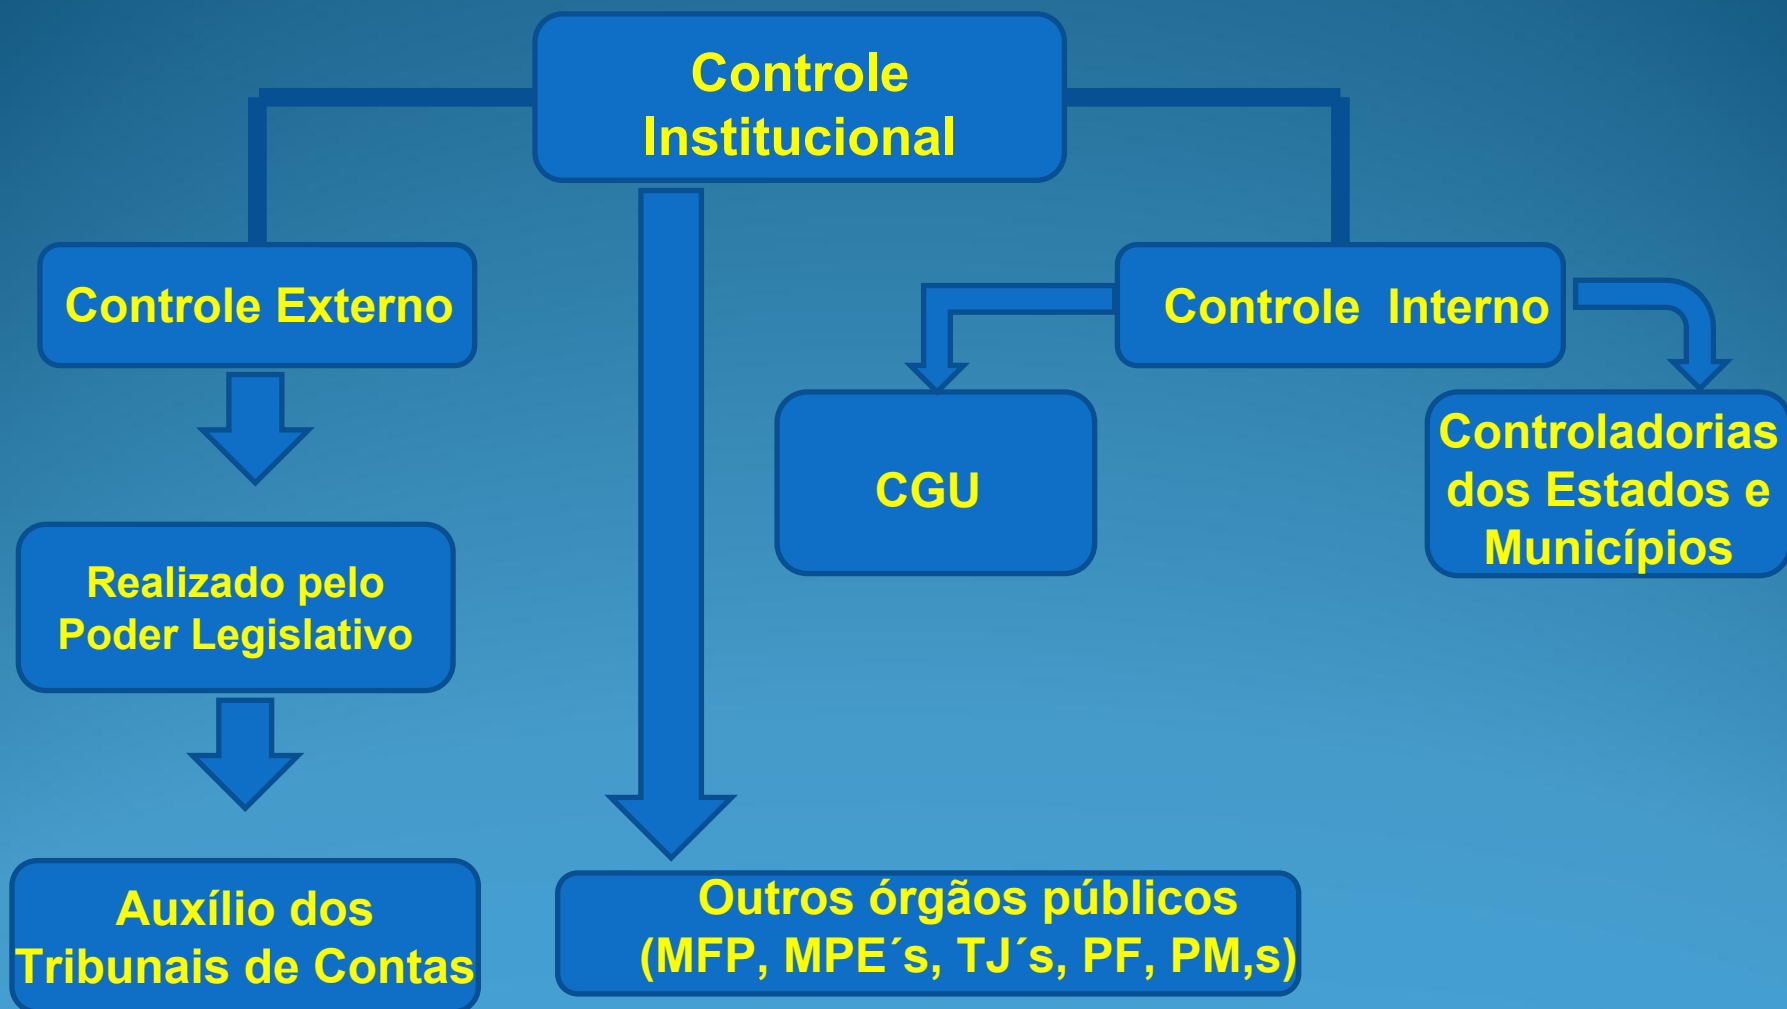 Controle
Institucional
Controle Externo
Controle Interno
Realizado pelo
Poder Legislativo
CGU
Controladorias
dos Estados e
Municípios
Auxílio dos
Tribunais de Contas
Outros órgãos públicos
(MFP, MPE´s, TJ´s, PF, PM,s)